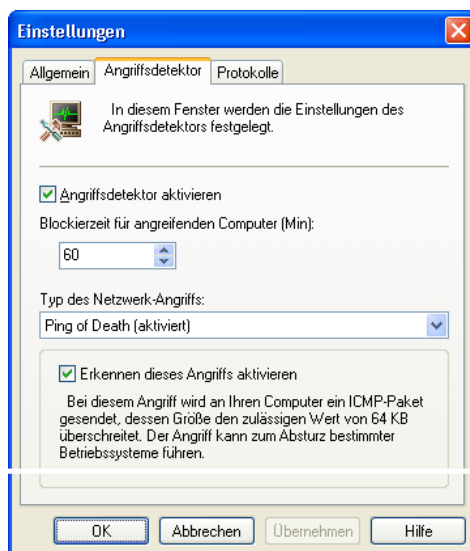 Einstellungen
Allgemein Angriffsdetektor Protokolle
In diesem Fenster werden die Einstellungen des
Angriffsdetektors festgelegt.
Angriffsdetektor aktivieren
Blockierzeit für angreifenden Computer (Min):
60
Typ des Netzwerk-Angriffs:
Ping of Death (aktiviert)
Erkennen dieses Angriffs aktivieren
Bei diesem Angriff wird an Ihren Computer ein ICMP-Paket
gesendet, dessen Größe den zulässigen Wert von 64 KB
überschreitet. Der Angriff kann zum Absturz bestimmter
Betriebssysteme führen.
OK Abbrechen Übernehmen Hilfe